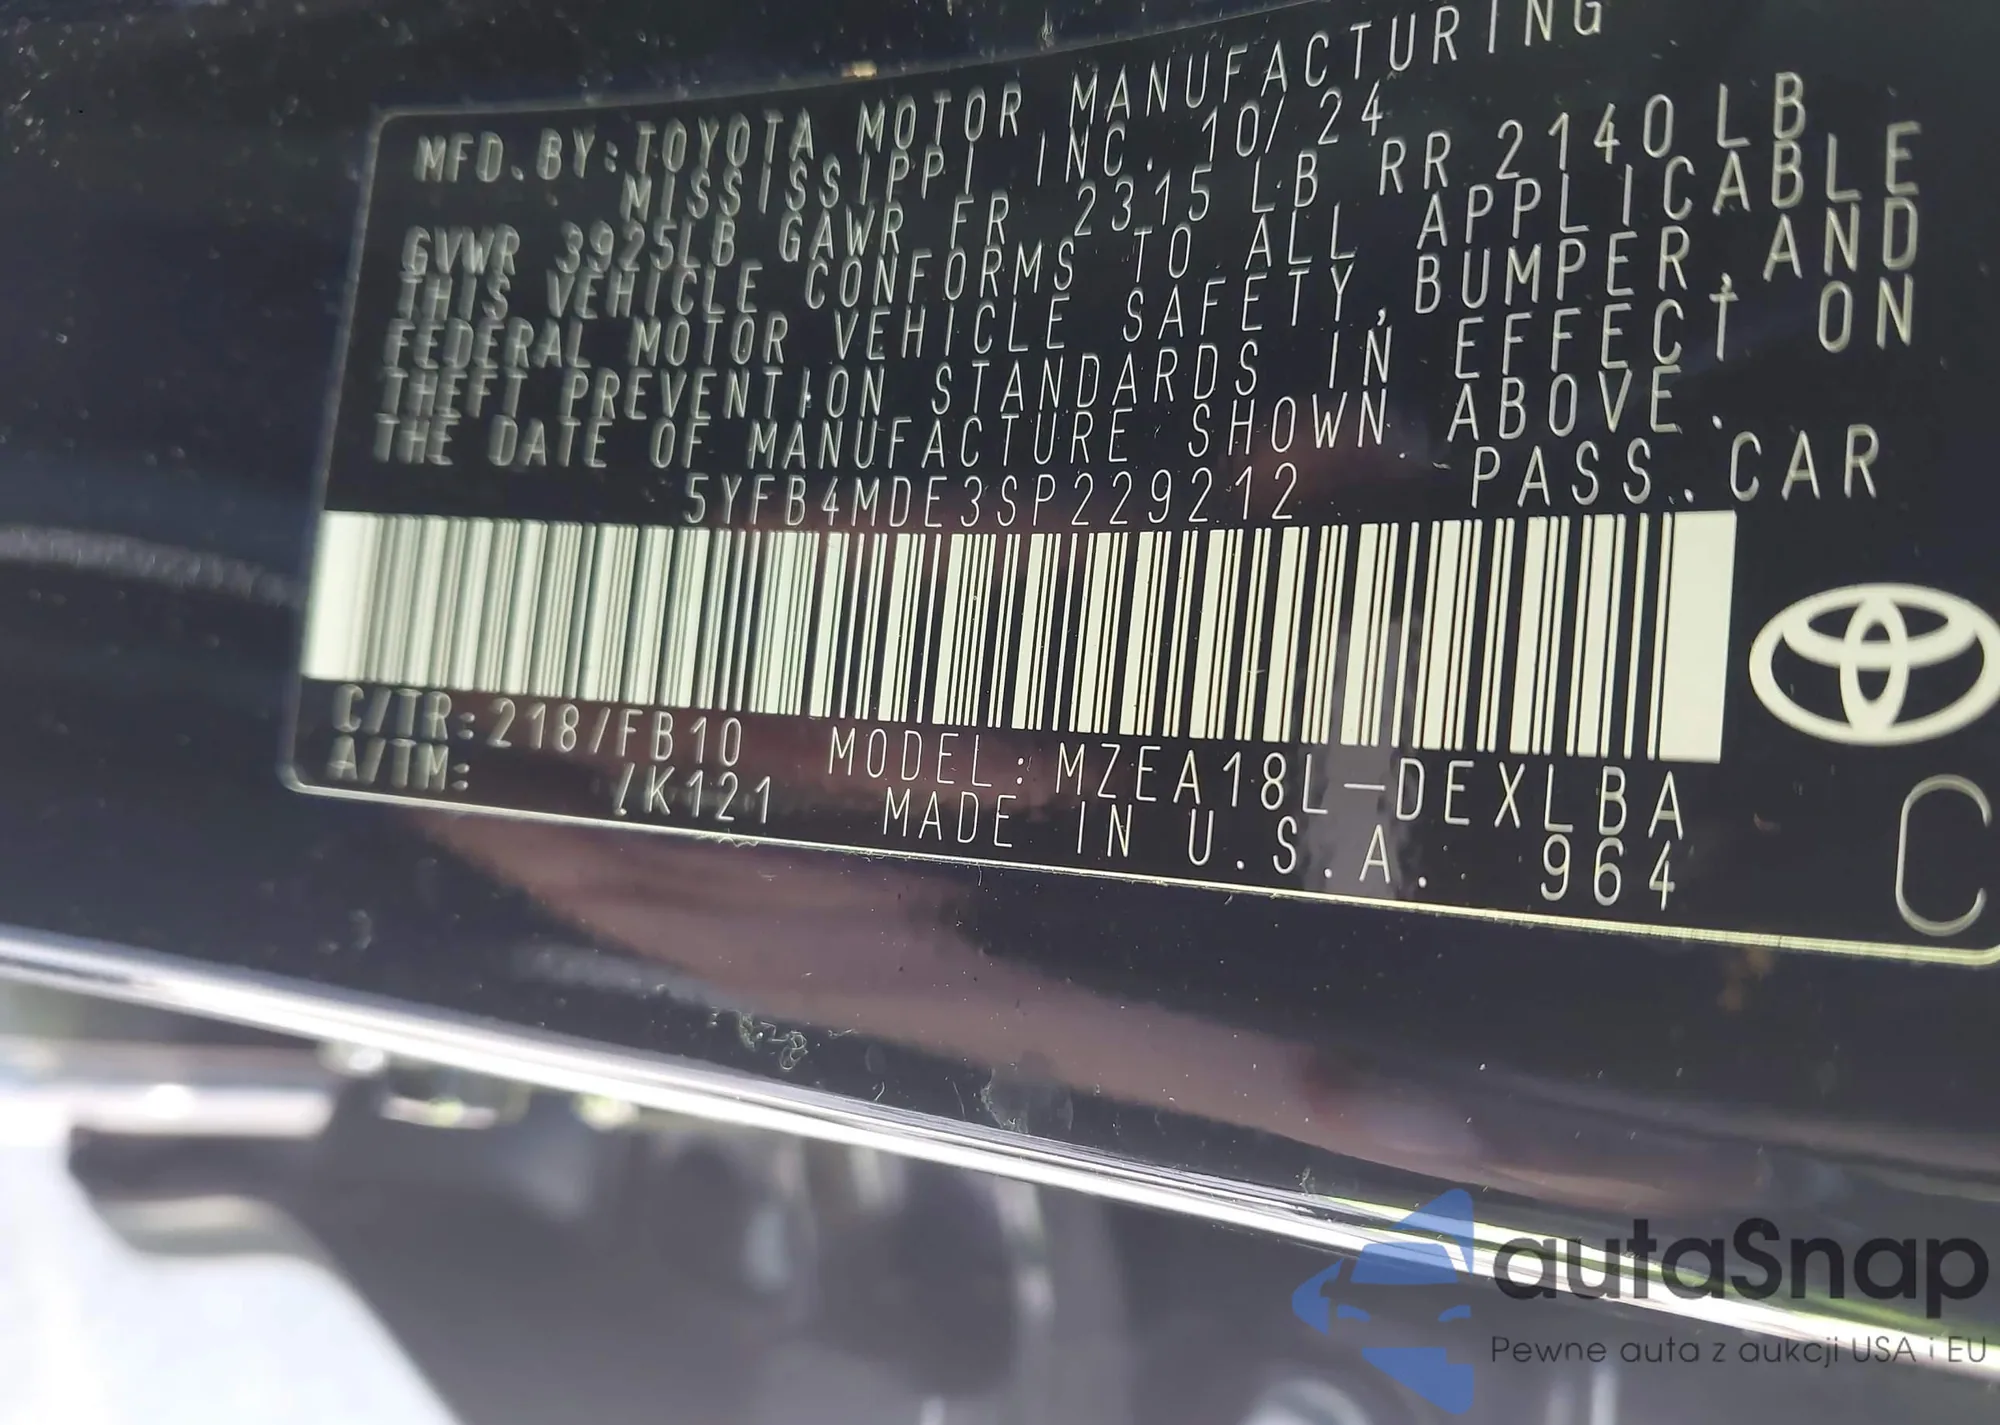 MFD. BY: TOYOTA MOTOR MANUFACTURING
MISSISSIPPI INC. 10/24
GVWR 3925LB GAWR FR 2315 LB RR 2140 LB
THIS VEHICLE CONFORMS TO ALL APPLICABLE
FEDERAL MOTOR VEHICLE SAFETY, BUMPER, AND
THEFT PREVENTION STANDARDS IN EFFECT ON
THE DATE OF MANUFACTURE SHOWN ABOVE.
5YFB4MDE3SP229212 PASS. CAR
C/TR: 218/FB10 MODEL: MZEA18L-DEXLBA
A/TM: /K121 MADE IN U.S.A. 964
C
autaSnap
Pewne auta z aukcji USA i EU